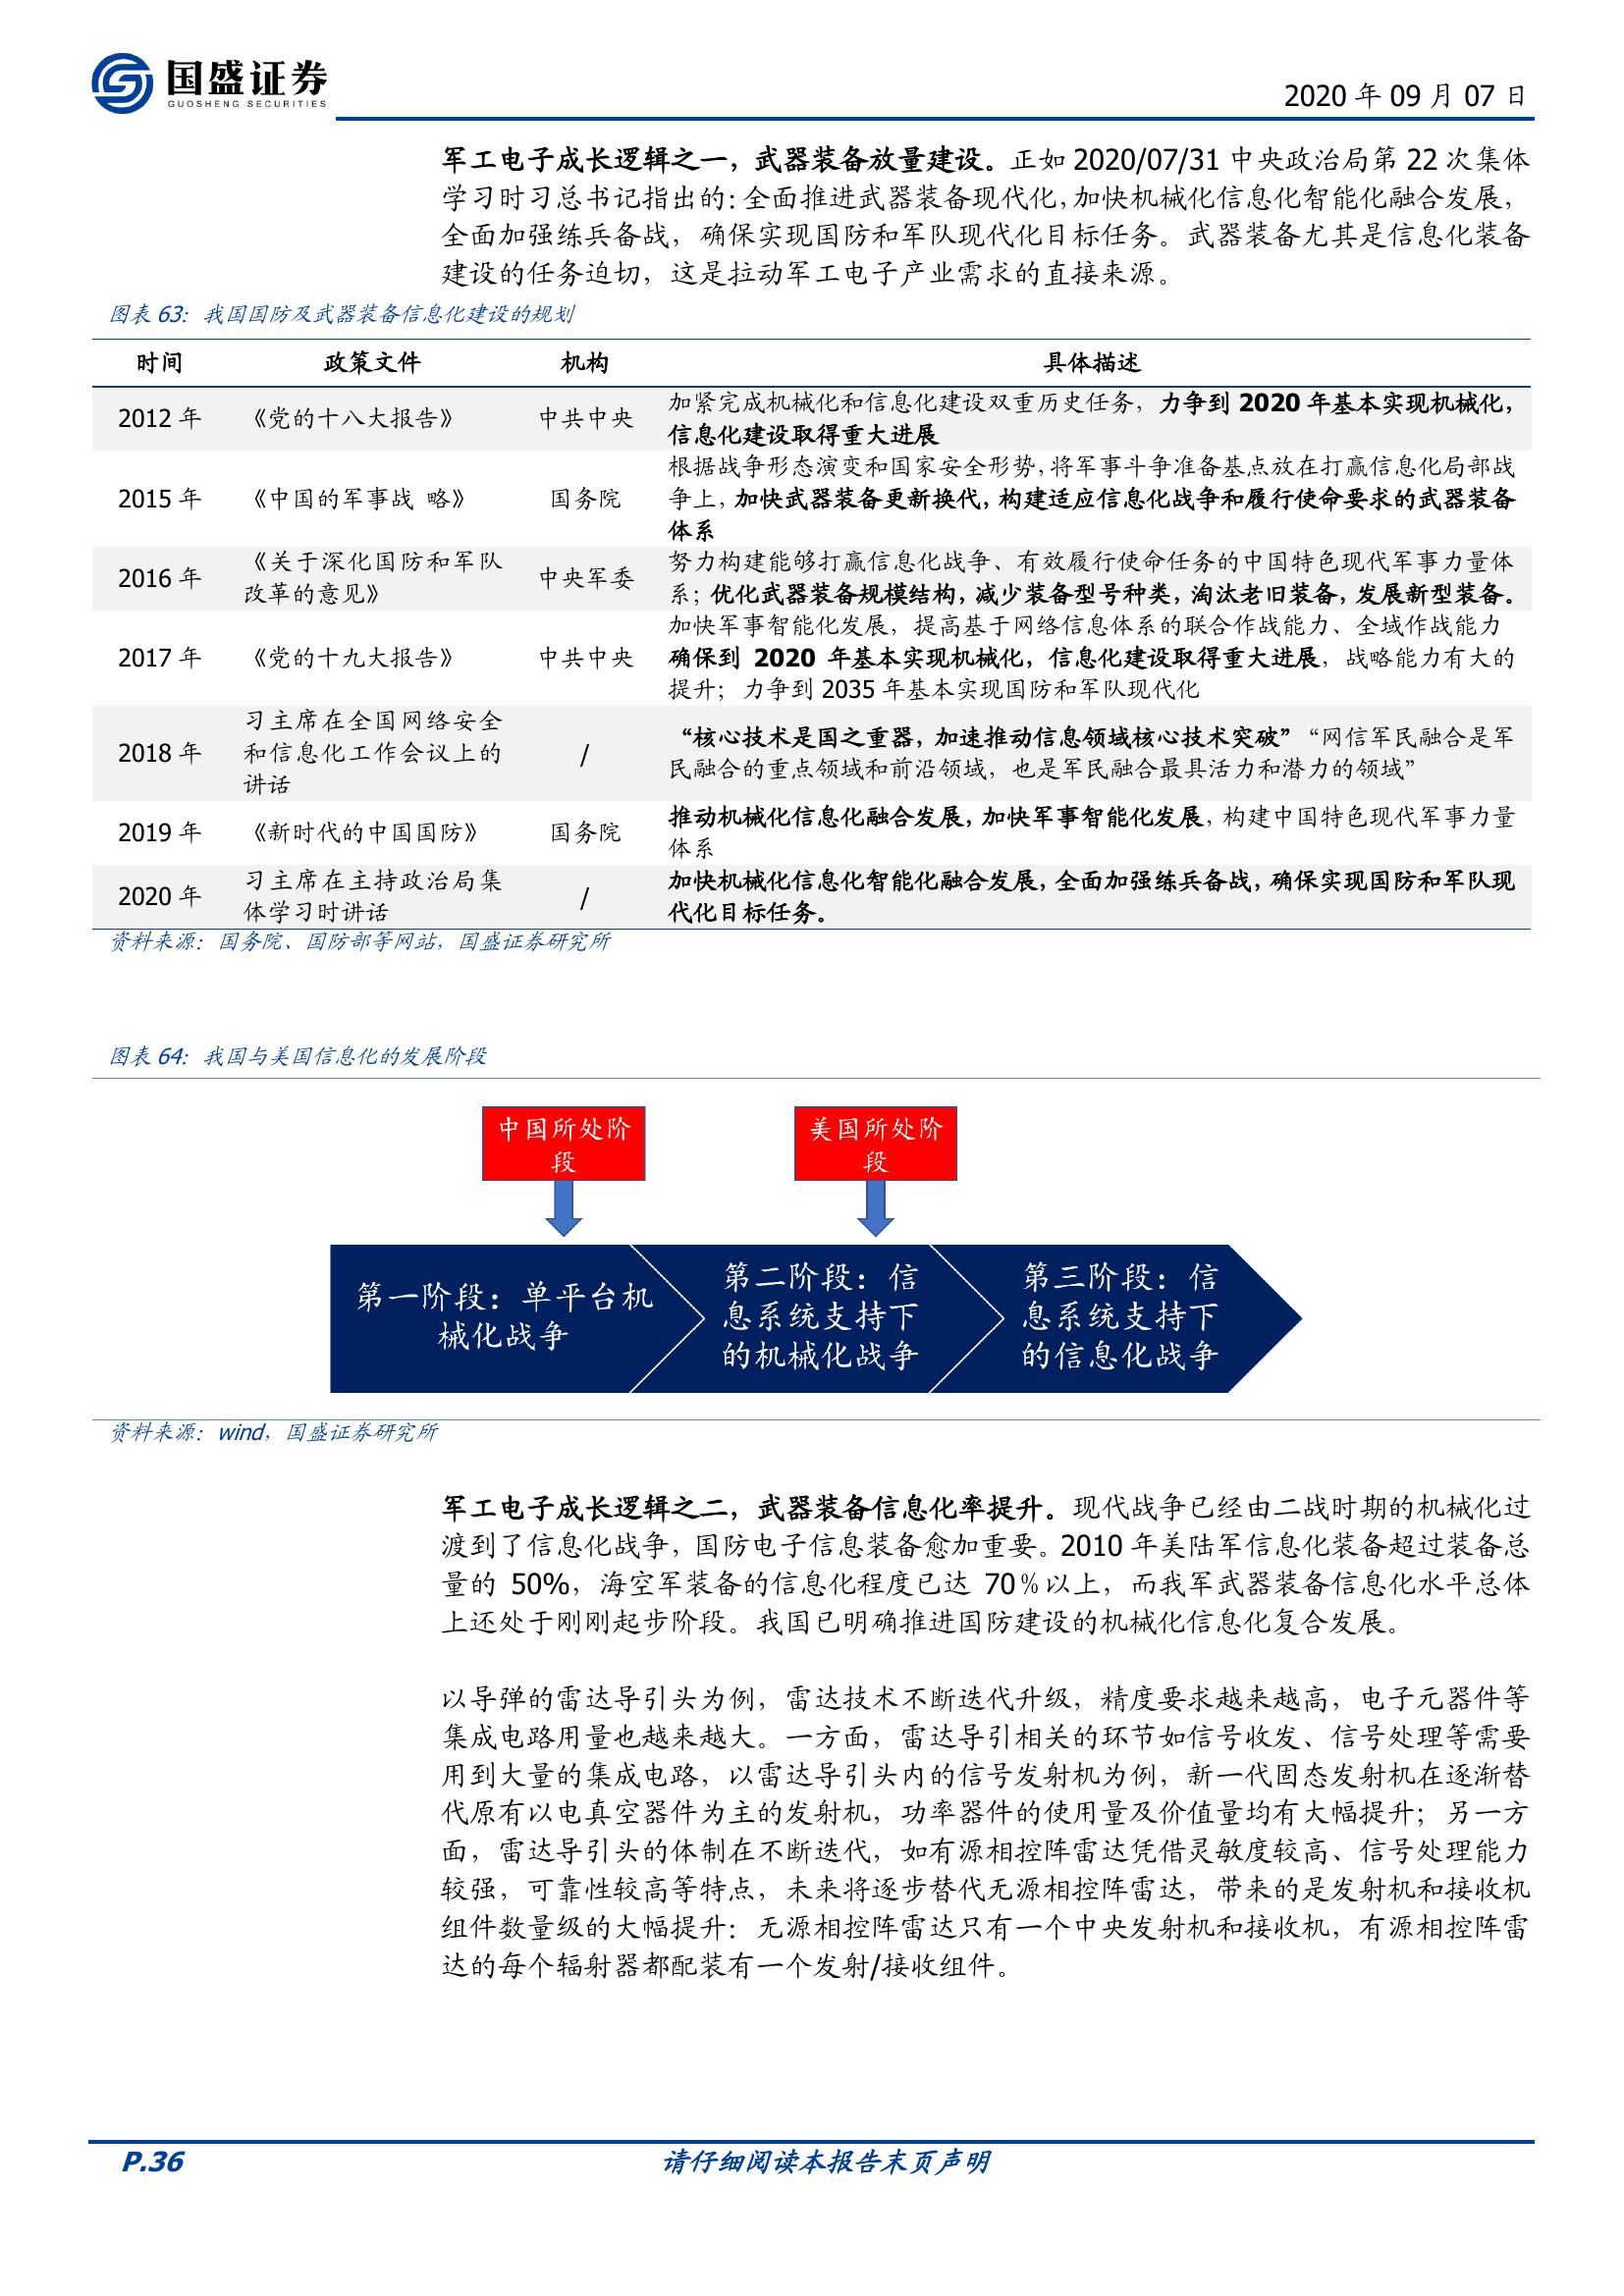 国盛证券
GUOSHENG SECURITIES
2020 年 09 月 07 日
军工电子成长逻辑之一，武器装备放量建设。正如 2020/07/31 中央政治局第 22 次集体
学习时习总书记指出的：全面推进武器装备现代化，加快机械化信息化智能化融合发展，
全面加强练兵备战，确保实现国防和军队现代化目标任务。武器装备尤其是信息化装备
建设的任务迫切，这是拉动军工电子产业需求的直接来源。
图表 63：我国国防及武器装备信息化建设的规划
时间 政策文件 机构 具体描述
2012 年 《党的十八大报告》 中共中央 加紧完成机械化和信息化建设双重历史任务，力争到 2020 年基本实现机械化，
信息化建设取得重大进展
根据战争形态演变和国家安全形势，将军事斗争准备基点放在打赢信息化局部战
2015 年 《中国的军事战 略》 国务院 争上，加快武器装备更新换代，构建适应信息化战争和履行使命要求的武器装备
体系
2016 年 《关于深化国防和军队 中央军委 努力构建能够打赢信息化战争、有效履行使命任务的中国特色现代军事力量体
改革的意见》 系；优化武器装备规模结构，减少装备型号种类，淘汰老旧装备，发展新型装备。
加快军事智能化发展，提高基于网络信息体系的联合作战能力、全域作战能力
2017 年 《党的十九大报告》 中共中央 确保到 2020 年基本实现机械化，信息化建设取得重大进展，战略能力有大的
提升；力争到 2035 年基本实现国防和军队现代化
习主席在全国网络安全
2018 年 和信息化工作会议上的 / “核心技术是国之重器，加速推动信息领域核心技术突破”“网信军民融合是军
讲话 民融合的重点领域和前沿领域，也是军民融合最具活力和潜力的领域”
2019 年 《新时代的中国国防》 国务院 推动机械化信息化融合发展，加快军事智能化发展，构建中国特色现代军事力量
体系
2020 年 习主席在主持政治局集 / 加快机械化信息化智能化融合发展，全面加强练兵备战，确保实现国防和军队现
体学习时讲话 代化目标任务。
资料来源：国务院、国防部等网站，国盛证券研究所
图表 64：我国与美国信息化的发展阶段
中国所处阶
段
美国所处阶
段
第一阶段：单平台机
械化战争
第二阶段：信
息系统支持下
的机械化战争
第三阶段：信
息系统支持下
的信息化战争
资料来源：wind，国盛证券研究所
军工电子成长逻辑之二，武器装备信息化率提升。现代战争已经由二战时期的机械化过
渡到了信息化战争，国防电子信息装备愈加重要。2010 年美陆军信息化装备超过装备总
量的 50%，海空军装备的信息化程度已达 70％以上，而我军武器装备信息化水平总体
上还处于刚刚起步阶段。我国已明确推进国防建设的机械化信息化复合发展。
以导弹的雷达导引头为例，雷达技术不断迭代升级，精度要求越来越高，电子元器件等
集成电路用量也越来越大。一方面，雷达导引相关的环节如信号收发、信号处理等需要
用到大量的集成电路，以雷达导引头内的信号发射机为例，新一代固态发射机在逐渐替
代原有以电真空器件为主的发射机，功率器件的使用量及价值量均有大幅提升；另一方
面，雷达导引头的体制在不断迭代，如有源相控阵雷达凭借灵敏度较高、信号处理能力
较强，可靠性较高等特点，未来将逐步替代无源相控阵雷达，带来的是发射机和接收机
组件数量级的大幅提升：无源相控阵雷达只有一个中央发射机和接收机，有源相控阵雷
达的每个辐射器都配装有一个发射/接收组件。
P.36 请仔细阅读本报告末页声明